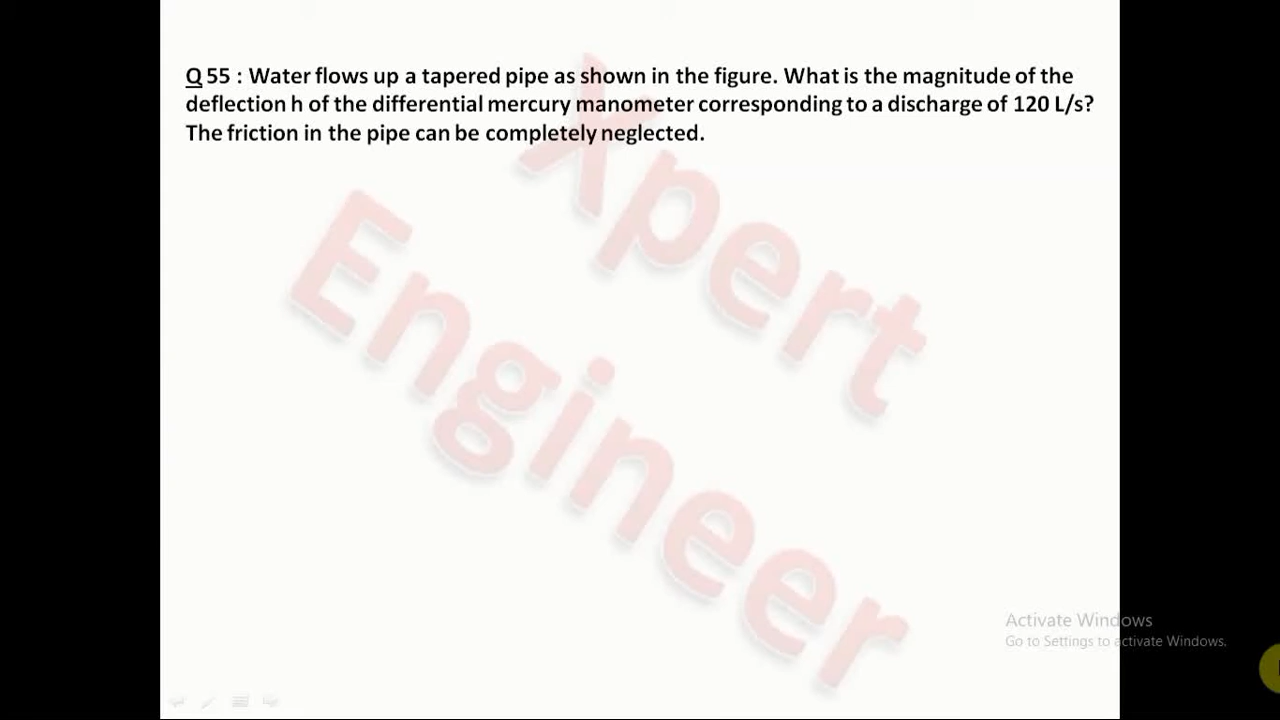 Q 55 : Water flows up a tapered pipe as shown in the figure. What is the magnitude of the
deflection h of the differential mercury manometer corresponding to a discharge of 120 L/s?
The friction in the pipe can be completely neglected.
Xpert
Engineer
Activate Windows
Go to Settings to activate Windows.